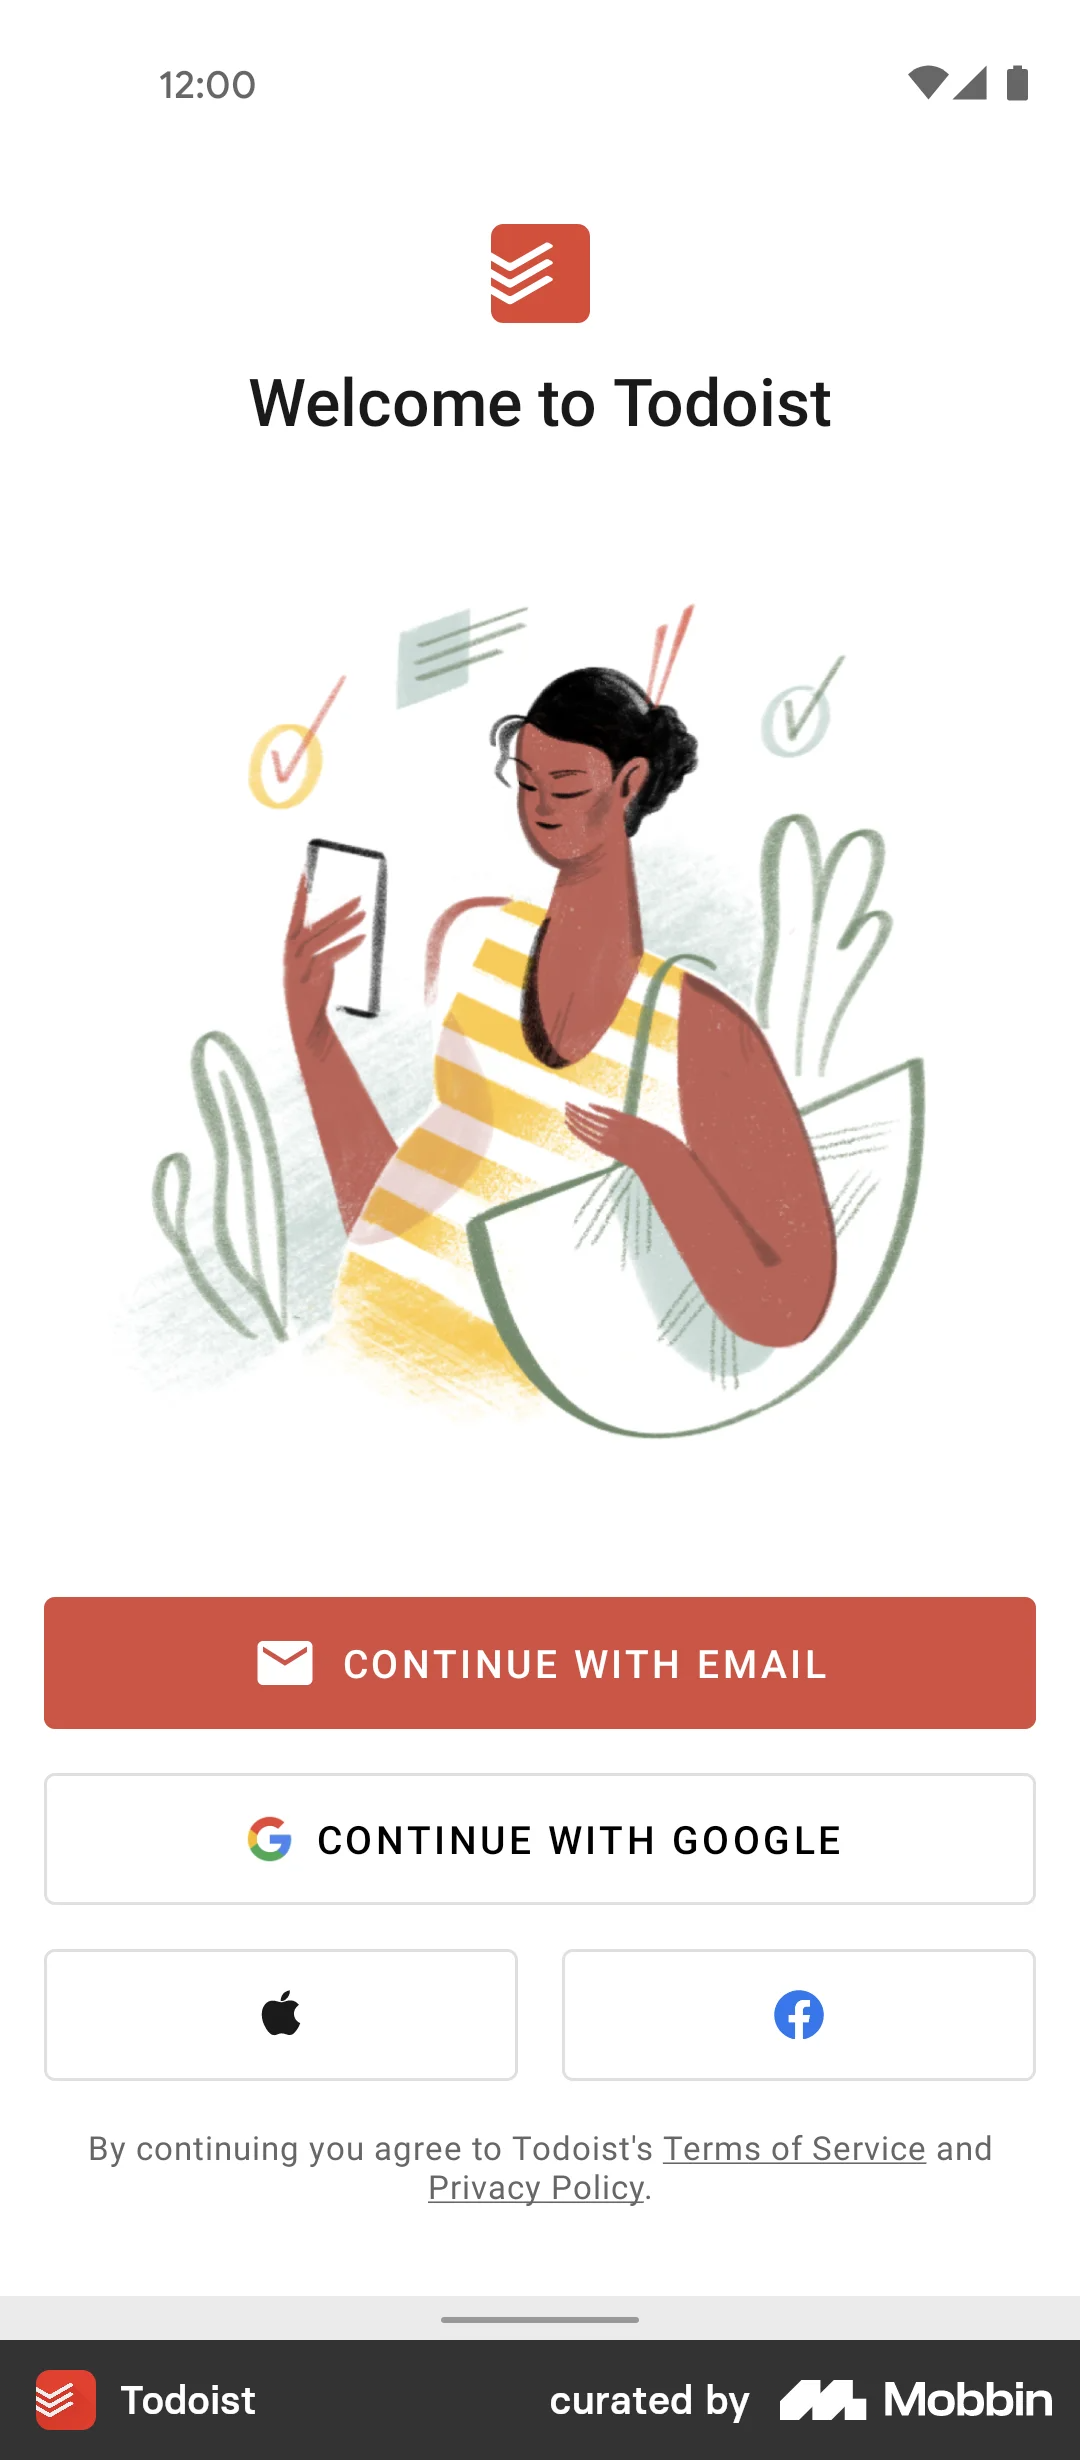 12:00
Welcome to Todoist
CONTINUE WITH EMAIL
CONTINUE WITH GOOGLE
By continuing you agree to Todoist's Terms of Service and
Privacy Policy.
Todoist
curated by Mobbin